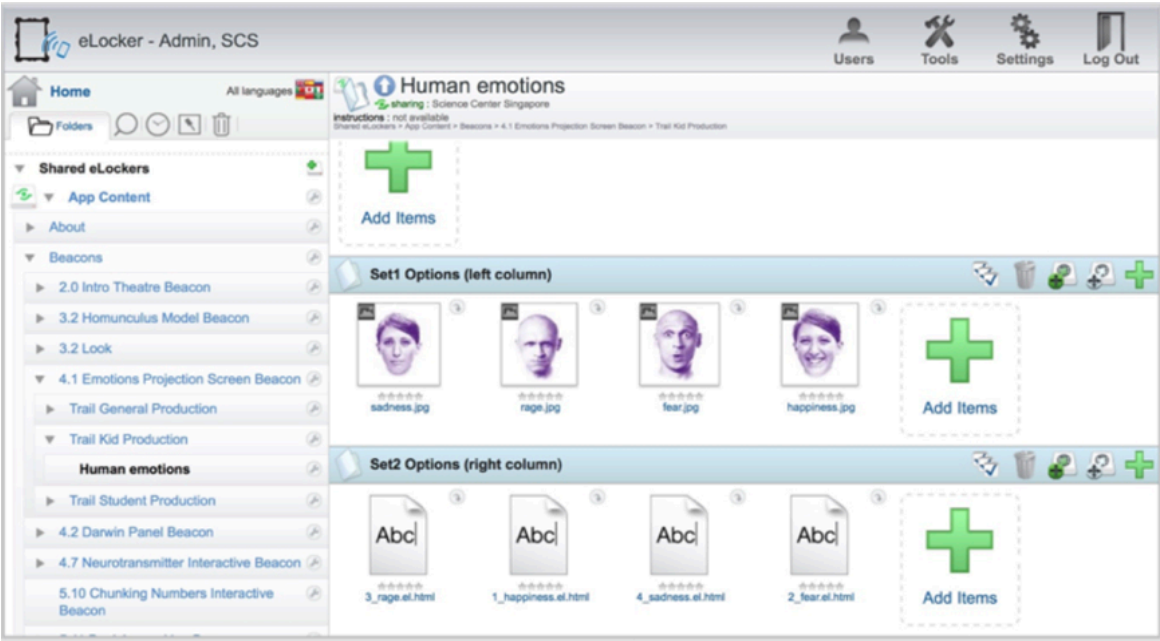 eLocker - Admin, SCS
Users
Tools
Settings
Log Out
Home
All languages
Folders
Shared eLockers
App Content
About
Beacons
2.0 Intro Theatre Beacon
3.2 Homunculus Model Beacon
3.2 Look
4.1 Emotions Projection Screen Beacon
Trail General Production
Trail Kid Production
Human emotions
Trail Student Production
4.2 Darwin Panel Beacon
4.7 Neurotransmitter Interactive Beacon
5.10 Chunking Numbers Interactive
Beacon
Human emotions
sharing : Science Center Singapore
instructions : not available
Shared eLockers > App Content > Beacons > 4.1 Emotions Projection Screen Beacon > Trail Kid Production
Add Items
Set1 Options (left column)
sadness.jpg
rage.jpg
fear.jpg
happiness.jpg
Add Items
Set2 Options (right column)
Abc
Abc
Abc
Abc
3_rage.el.html
1_happiness.el.html
4_sadness.el.html
2_fear.el.html
Add Items